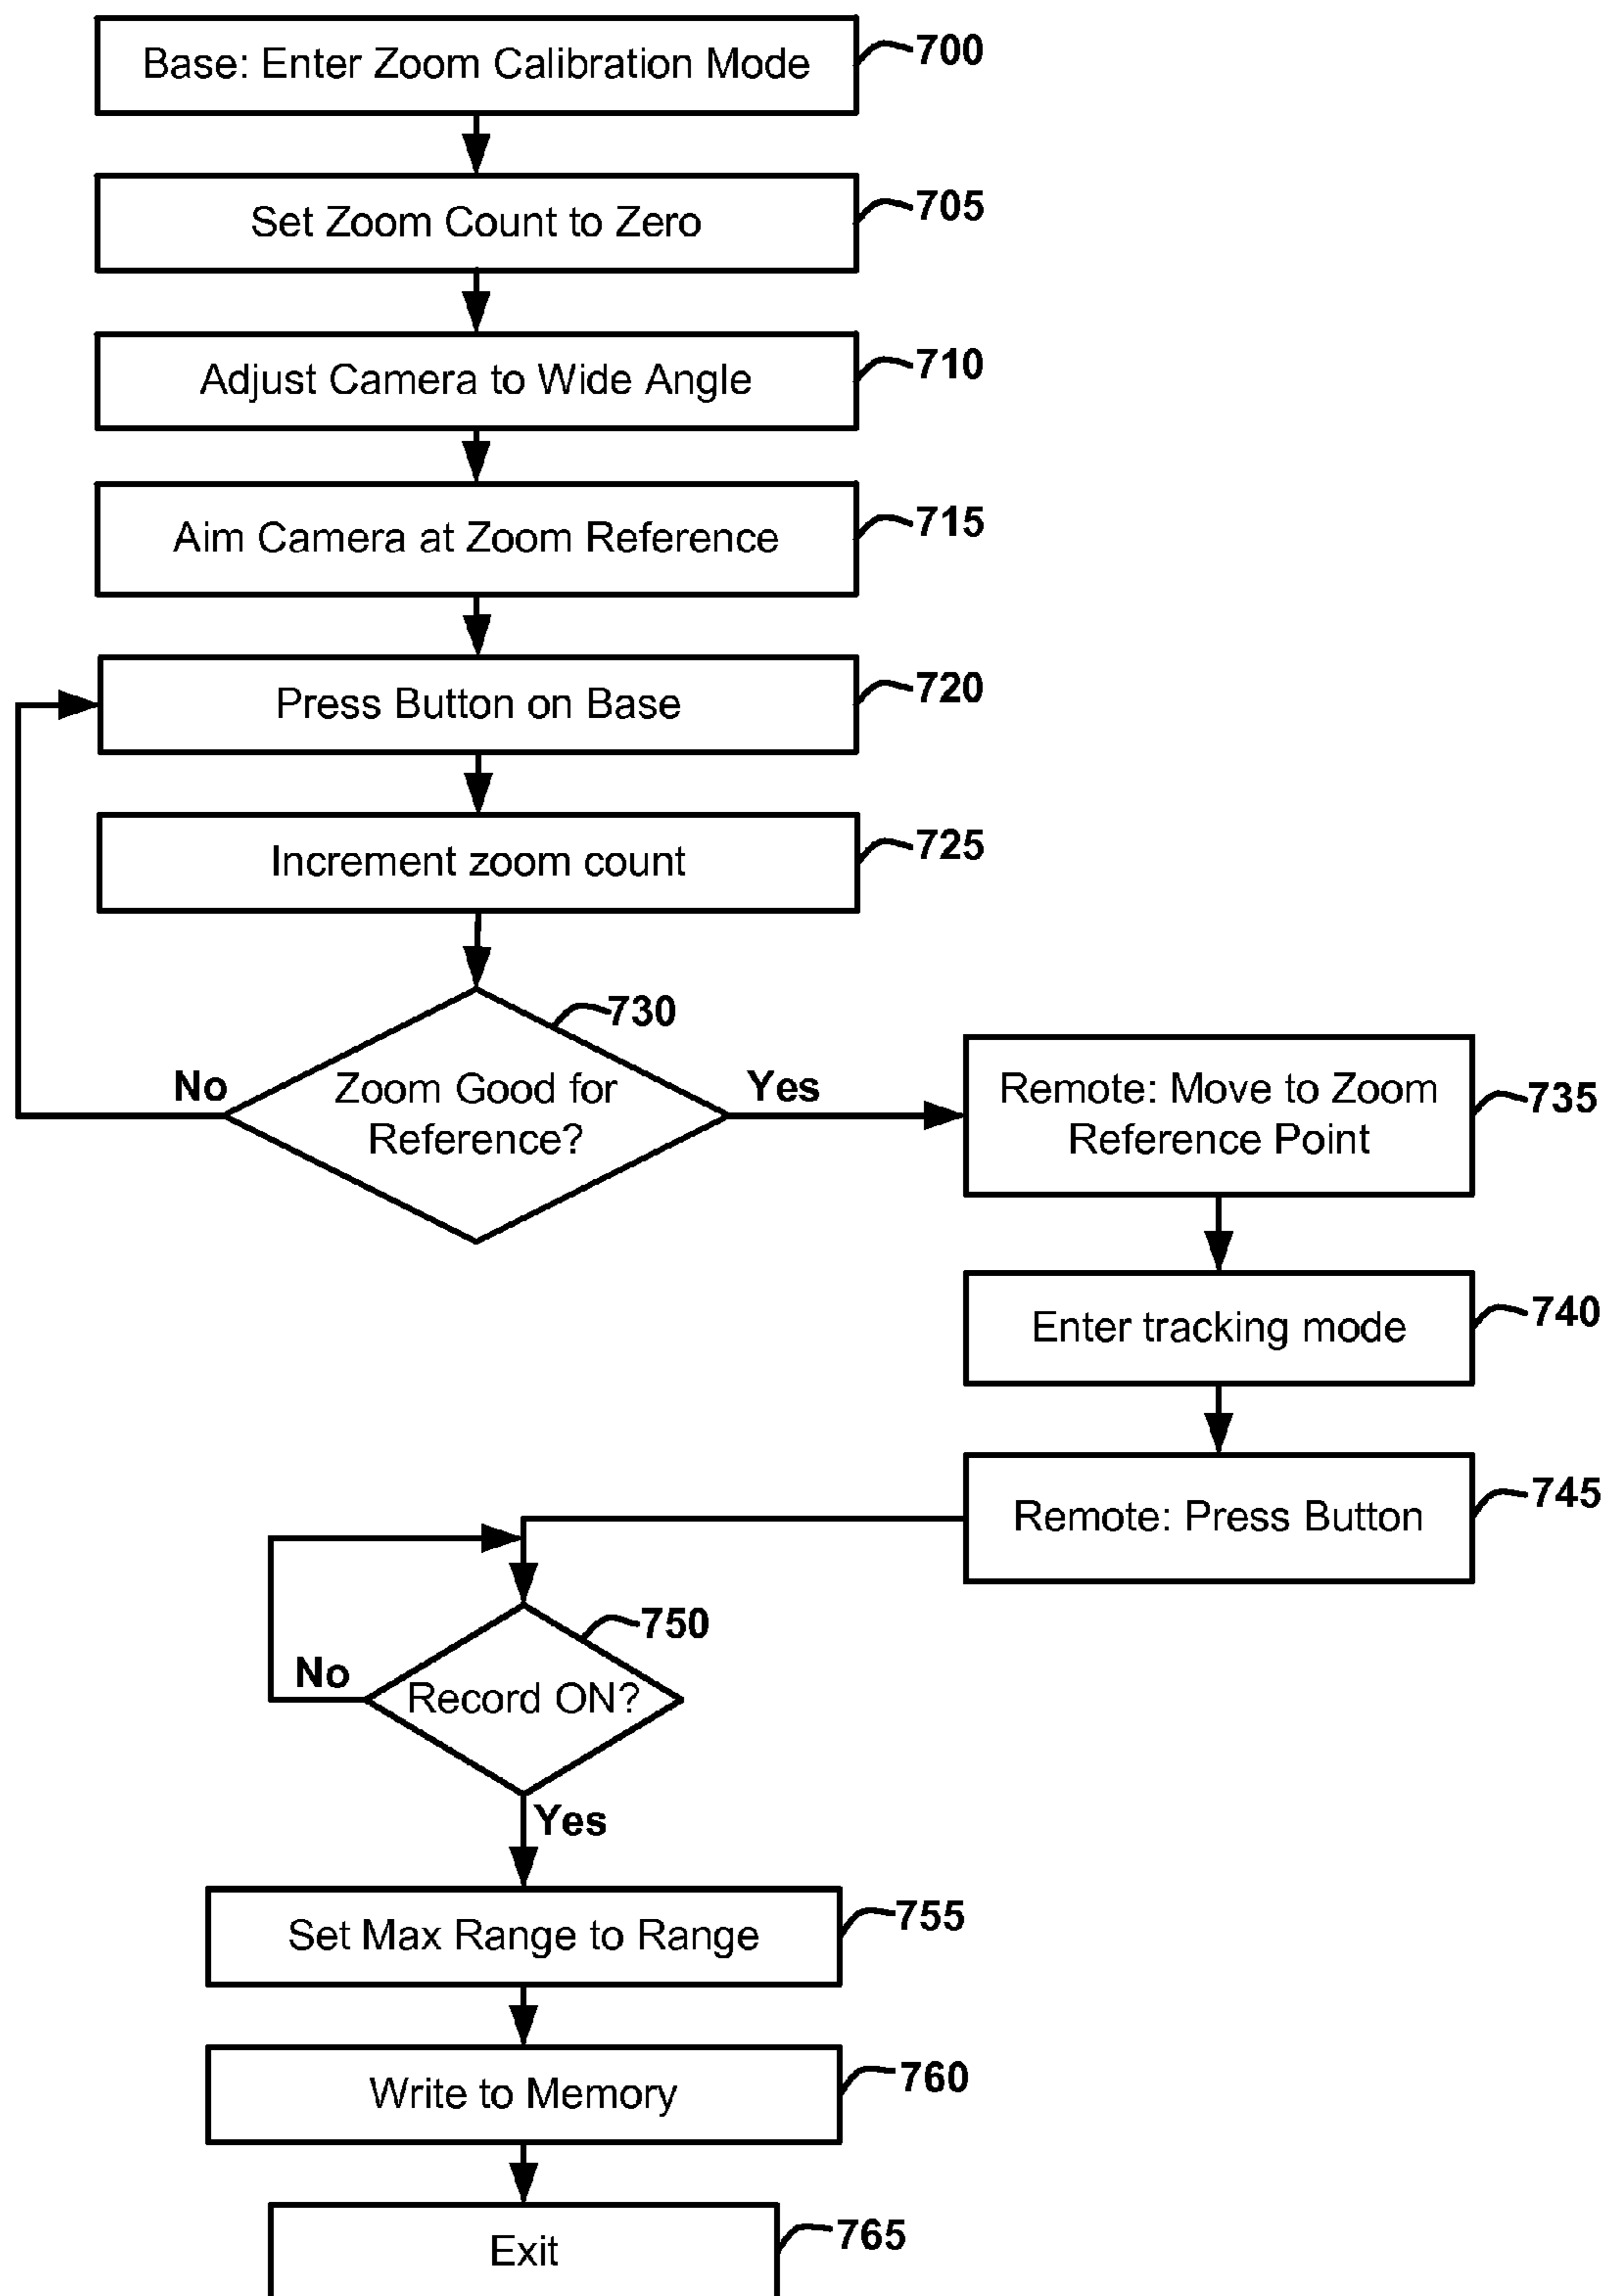 Base: Enter Zoom Calibration Mode
700
Set Zoom Count to Zero
705
Adjust Camera to Wide Angle
710
Aim Camera at Zoom Reference
715
Press Button on Base
720
Increment zoom count
725
730
No
Zoom Good for
Reference?
Yes
Remote: Move to Zoom
Reference Point
735
Enter tracking mode
740
Remote: Press Button
745
750
No
Record ON?
Yes
Set Max Range to Range
755
Write to Memory
760
Exit
765